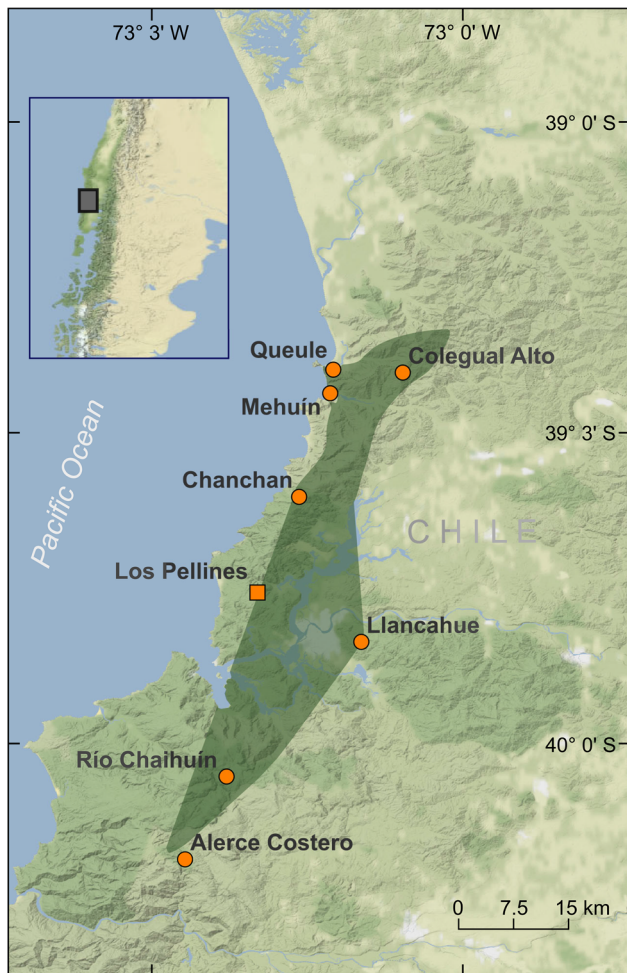 73° 3' W
73° 0' W
39° 0' S
Queule
Colegual Alto
Mehuín
39° 3' S
Pacific Ocean
Chanchan
CHILE
Los Pellines
Llancahue
40° 0' S
Río Chaihuín
Alerce Costero
0 7.5 15 km